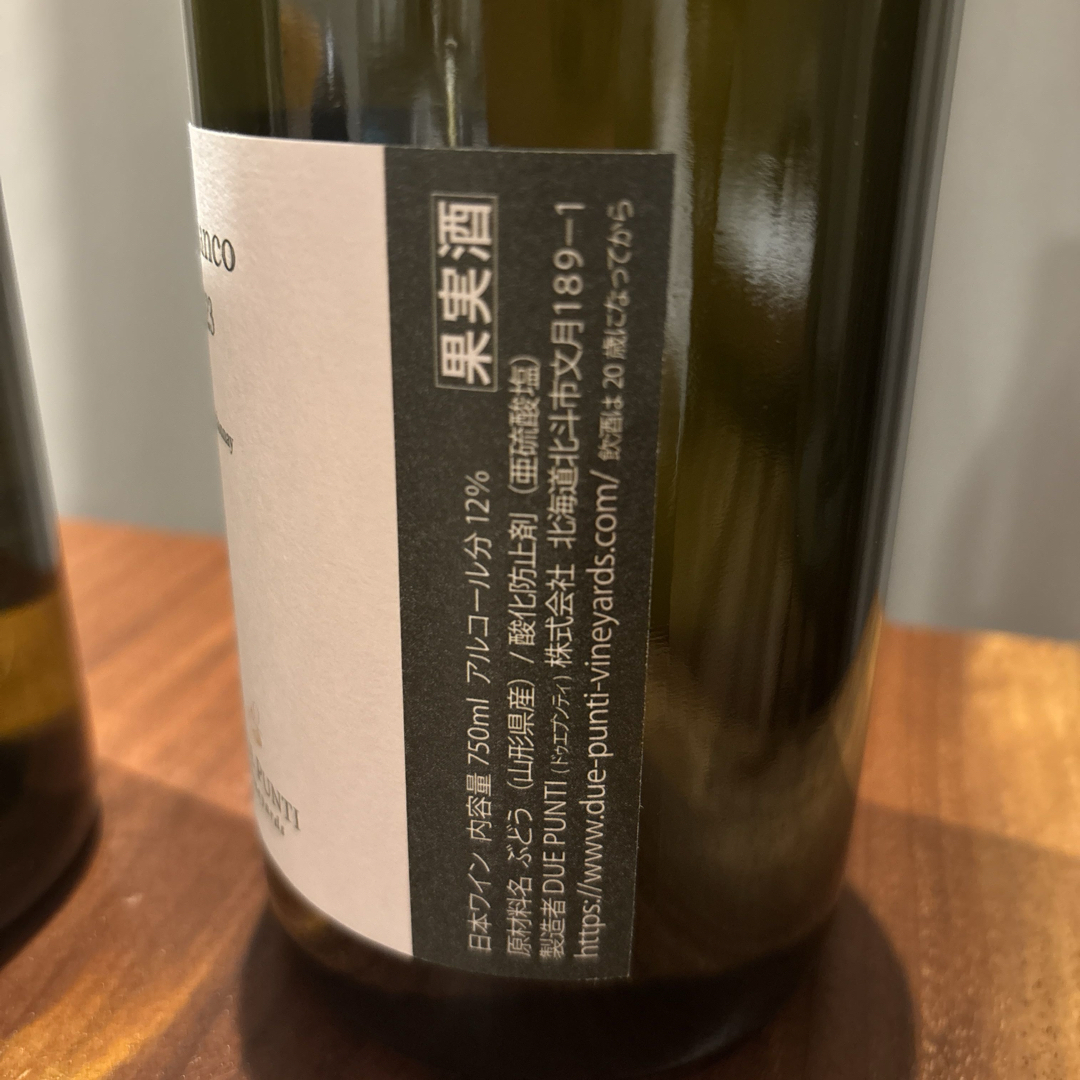 果実酒
日本ワイン 内容量 750ml アルコール分 12%
原材料名 ぶどう（山形県産）/ 酸化防止剤（亜硫酸塩）
製造者 DUE PUNTI（ドゥエプンティ）株式会社 北海道北斗市文月189－1
https://www.due-punti-vineyards.com/ 飲酒は 20 歳になってから
PUNTI